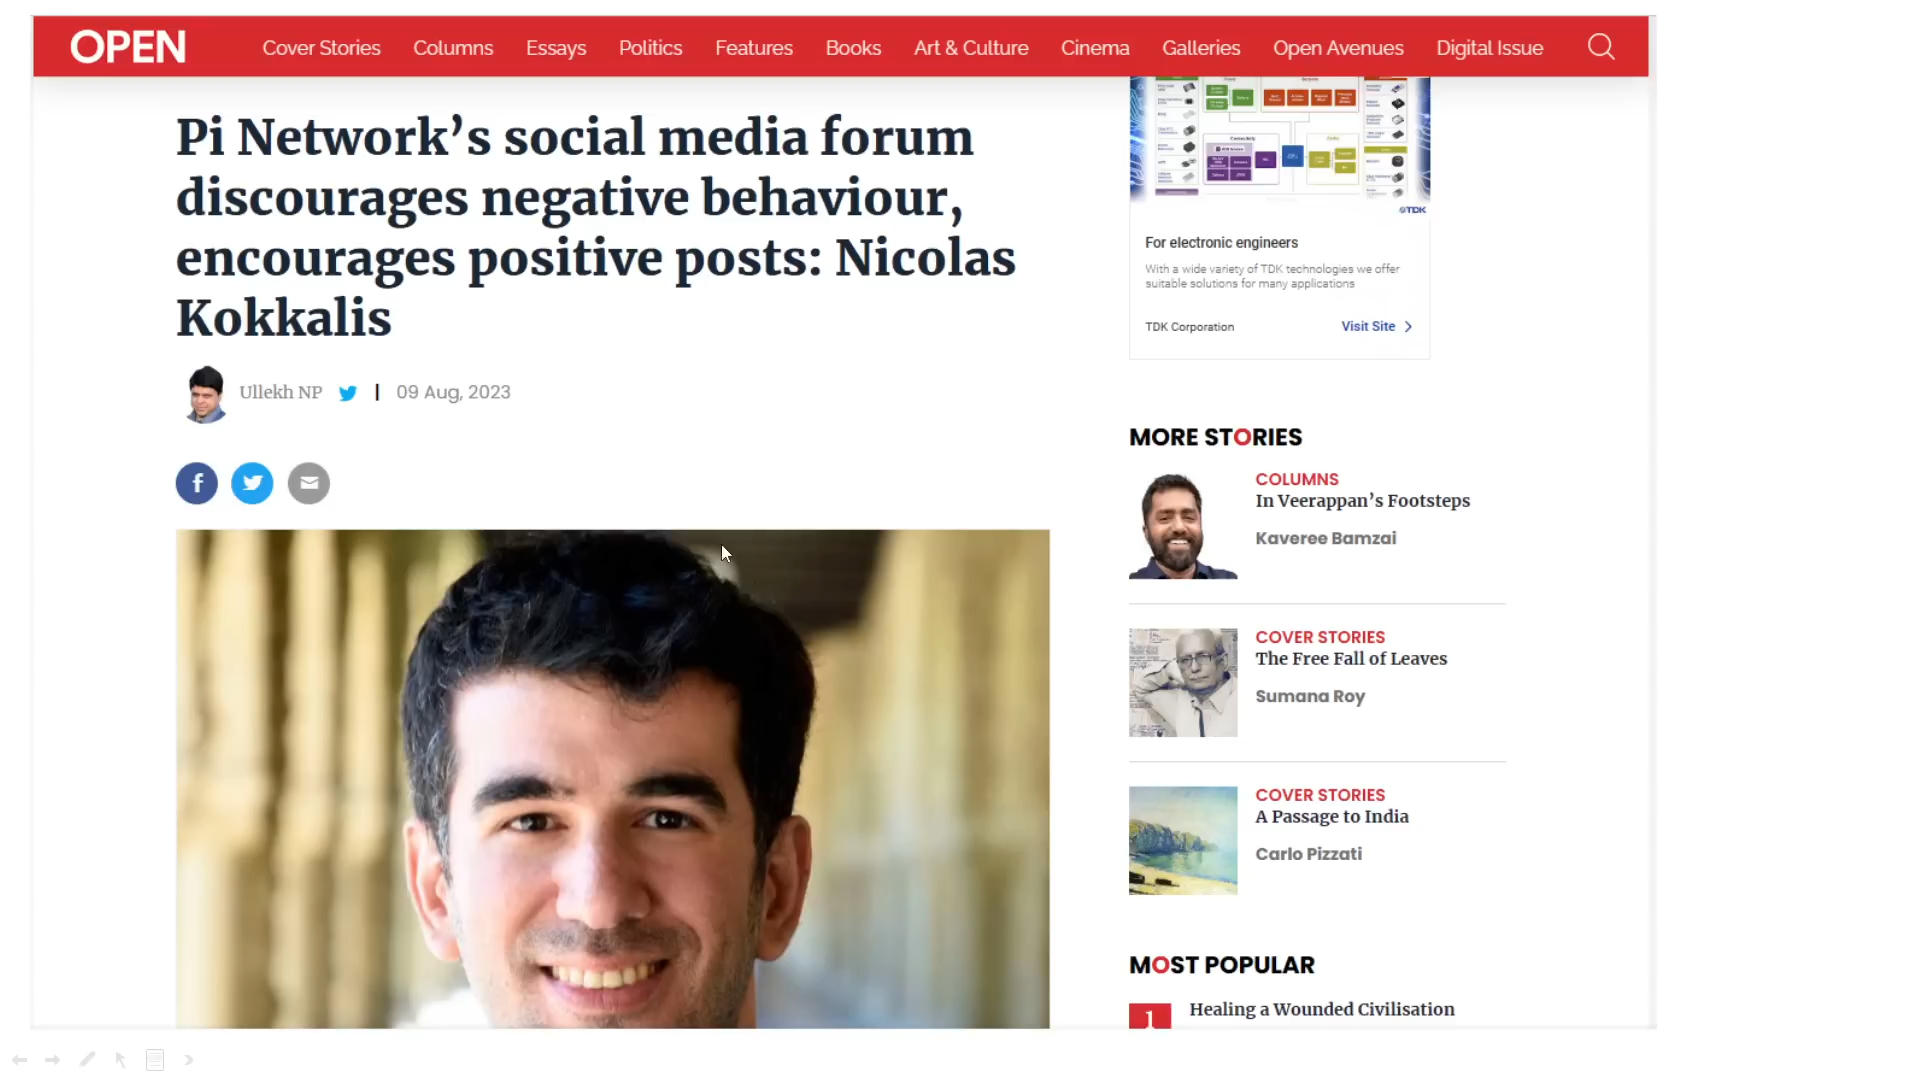 OPEN
Cover Stories
Columns
Essays
Politics
Features
Books
Art & Culture
Cinema
Galleries
Open Avenues
Digital Issue
Pi Network’s social media forum
discourages negative behaviour,
encourages positive posts: Nicolas
Kokkalis
Ullekh NP | 09 Aug, 2023
TDK
For electronic engineers
With a wide variety of TDK technologies we offer
suitable solutions for many applications
TDK Corporation
Visit Site
MORE STORIES
COLUMNS
In Veerappan’s Footsteps
Kaveree Bamzai
COVER STORIES
The Free Fall of Leaves
Sumana Roy
COVER STORIES
A Passage to India
Carlo Pizzati
MOST POPULAR
1
Healing a Wounded Civilisation